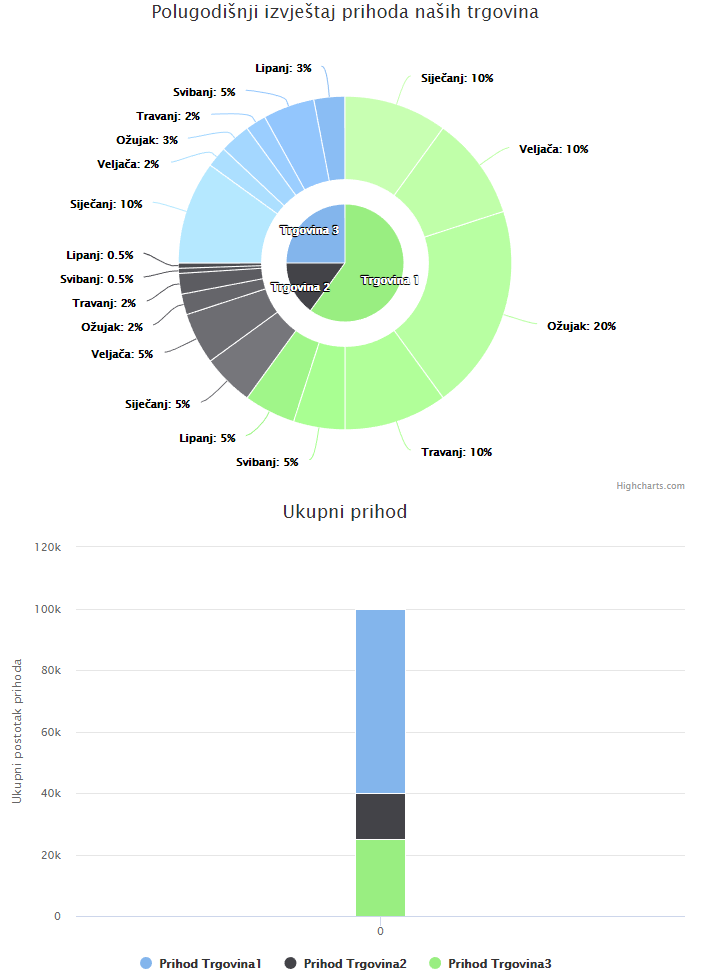 Polugodišnji izvještaj prihoda naših trgovina
Lipanj: 3%
Siječanj: 10%
Svibanj: 5%
Travanj: 2%
Ožujak: 3%
Veljača: 10%
Veljača: 2%
Siječanj: 10%
Trgovina 3
Lipanj: 0.5%
Svibanj: 0.5%
Trgovina 1
Trgovina 2
Travanj: 2%
Ožujak: 2%
Ožujak: 20%
Veljača: 5%
Siječanj: 5%
Lipanj: 5%
Travanj: 10%
Svibanj: 5%
Highcharts.com
Ukupni prihod
Ukupni postotak prihoda
120k
100k
80k
60k
40k
20k
0
0
Prihod Trgovina1
Prihod Trgovina2
Prihod Trgovina3